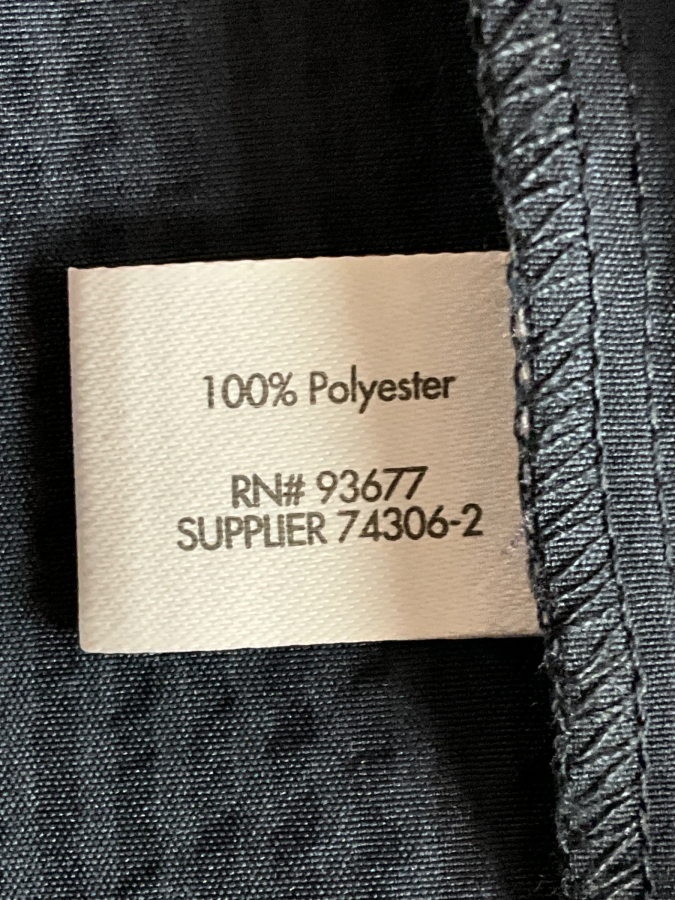 100% Polyester
RN# 93677
SUPPLIER 74306-2